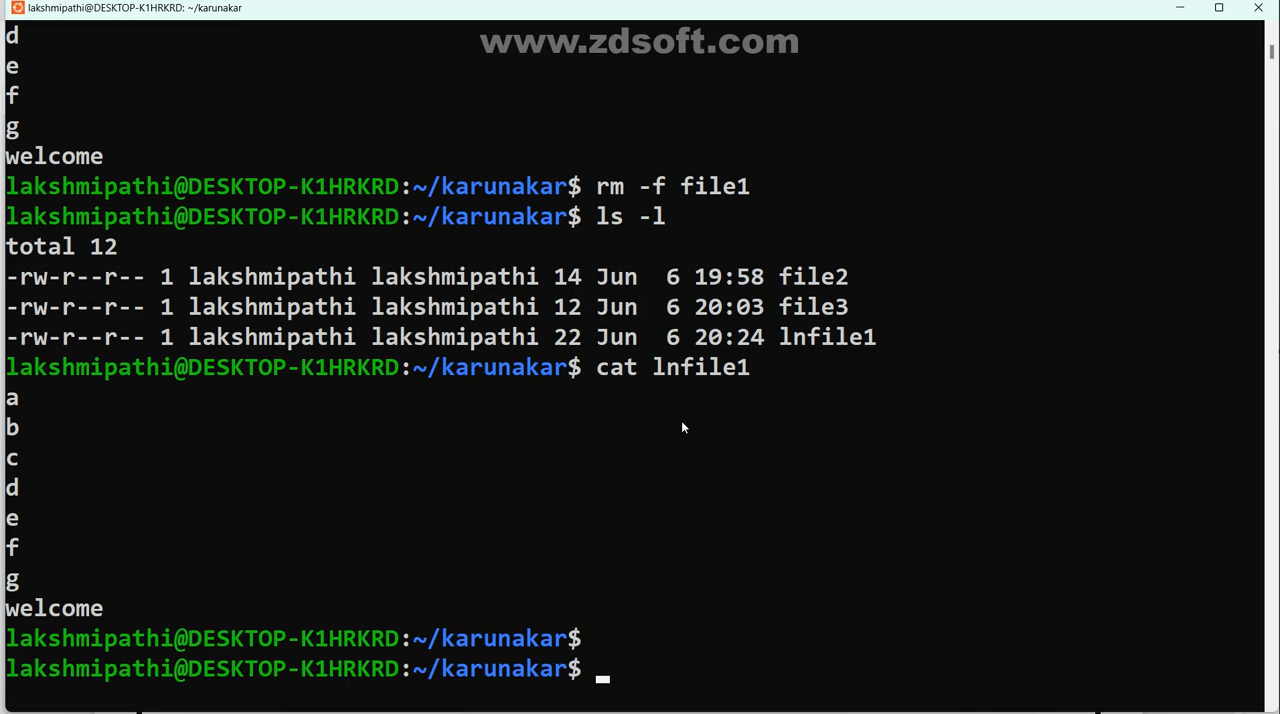 lakshmipathi@DESKTOP-K1HRKRD: ~/karunakar
www.zdsoft.com
d
e
f
g
welcome
lakshmipathi@DESKTOP-K1HRKRD:~/karunakar$ rm -f file1
lakshmipathi@DESKTOP-K1HRKRD:~/karunakar$ ls -l
total 12
-rw-r--r-- 1 lakshmipathi lakshmipathi 14 Jun  6 19:58 file2
-rw-r--r-- 1 lakshmipathi lakshmipathi 12 Jun  6 20:03 file3
-rw-r--r-- 1 lakshmipathi lakshmipathi 22 Jun  6 20:24 lnfile1
lakshmipathi@DESKTOP-K1HRKRD:~/karunakar$ cat lnfile1
a
b
c
d
e
f
g
welcome
lakshmipathi@DESKTOP-K1HRKRD:~/karunakar$
lakshmipathi@DESKTOP-K1HRKRD:~/karunakar$